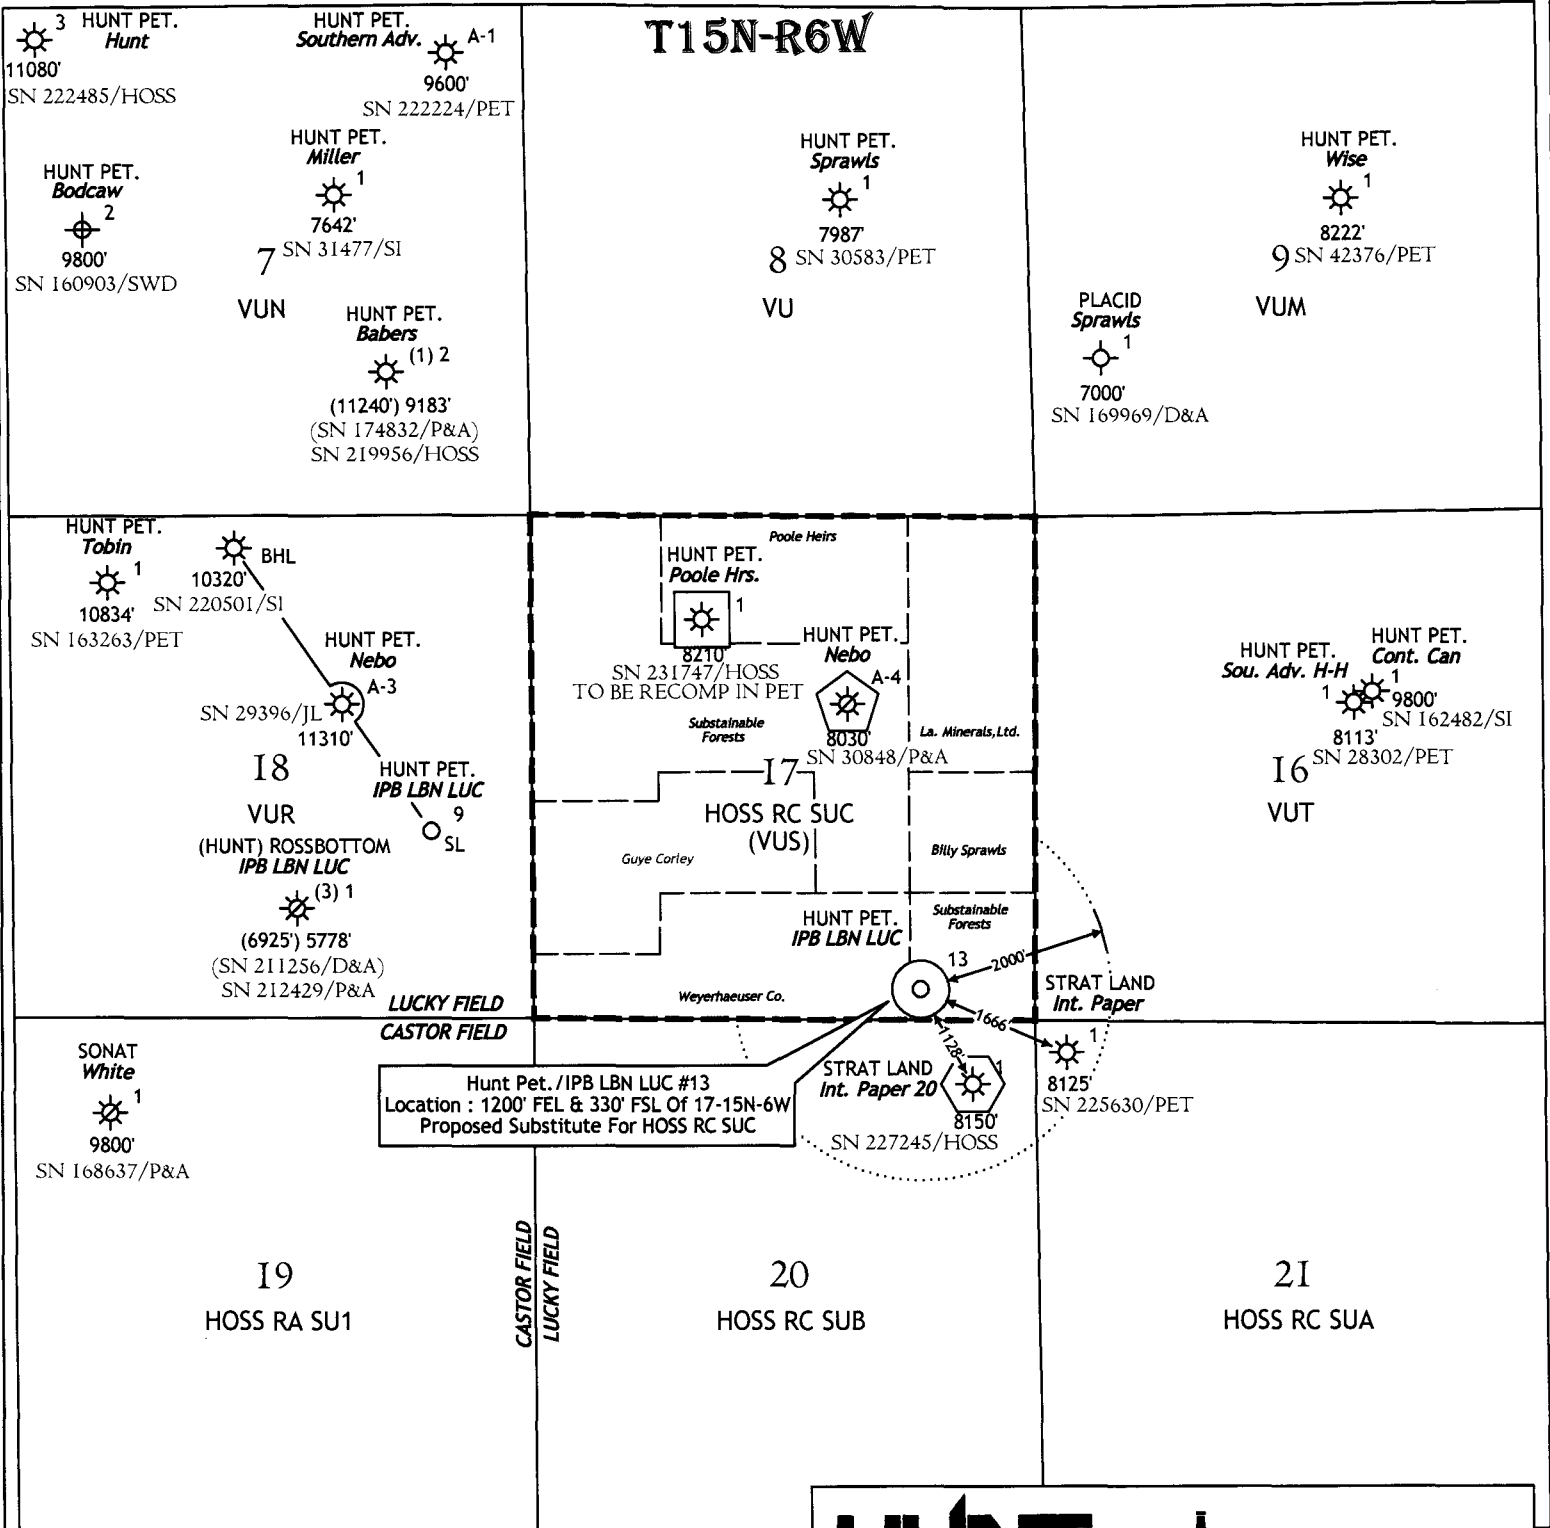 T15N-R6W
3 HUNT PET.
Hunt
11080'
SN 222485/HOSS
HUNT PET.
Southern Adv.
A-1
9600'
SN 222224/PET
HUNT PET.
Miller
1
7642'
SN 31477/SI
HUNT PET.
Bodcaw
2
9800'
SN 160903/SWD
7
VUN
HUNT PET.
Babers
(1) 2
(11240') 9183'
(SN 174832/P&A)
SN 219956/HOSS
HUNT PET.
Sprawls
1
7987'
8 SN 30583/PET
VU
HUNT PET.
Wise
1
8222'
9 SN 42376/PET
VUM
PLACID
Sprawls
1
7000'
SN 169969/D&A
HUNT PET.
Tobin
1
10834'
SN 163263/PET
BHL
10320'
SN 220501/SI
HUNT PET.
Nebo
A-3
SN 29396/JL
11310'
18
VUR
HUNT PET.
IPB LBN LUC
9
SL
(HUNT) ROSSBOTTOM
IPB LBN LUC
(3) 1
(6925') 5778'
(SN 211256/D&A)
SN 212429/P&A
LUCKY FIELD
CASTOR FIELD
Poole Heirs
HUNT PET.
Poole Hrs.
1
8210'
SN 231747/HOSS
TO BE RECOMP IN PET
HUNT PET.
Nebo
A-4
8030'
SN 30848/P&A
Substainable
Forests
La. Minerals,Ltd.
17
HOSS RC SUC
(VUS)
Guye Corley
Billy Sprawls
HUNT PET.
IPB LBN LUC
Substainable
Forests
13
2000'
Weyerhaeuser Co.
1666'
1128'
HUNT PET.
Sou. Adv. H-H
1
8113'
SN 28302/PET
HUNT PET.
Cont. Can
1
9800'
SN 162482/SI
16
VUT
STRAT LAND
Int. Paper
1
8125'
SN 225630/PET
STRAT LAND
Int. Paper 20
1
8150'
SN 227245/HOSS
Hunt Pet./IPB LBN LUC #13
Location : 1200' FEL & 330' FSL Of 17-15N-6W
Proposed Substitute For HOSS RC SUC
SONAT
White
1
9800'
SN 168637/P&A
19
HOSS RA SU1
CASTOR FIELD
LUCKY FIELD
20
HOSS RC SUB
21
HOSS RC SUA